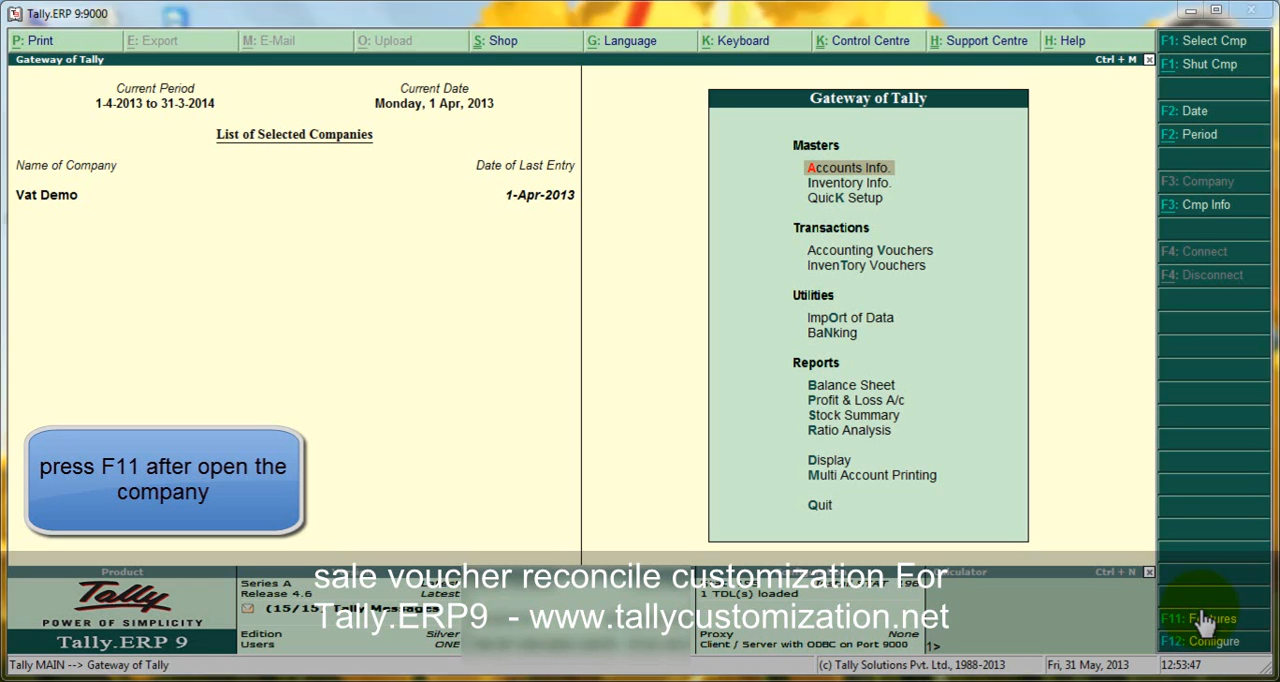 Tally.ERP 9:9000
P: Print
E: Export
M: E-Mail
O: Upload
S: Shop
G: Language
K: Keyboard
K: Control Centre
H: Support Centre
H: Help
Gateway of Tally
Ctrl + M
Current Period
1-4-2013 to 31-3-2014
Current Date
Monday, 1 Apr, 2013
List of Selected Companies
Name of Company
Date of Last Entry
Vat Demo
1-Apr-2013
press F11 after open the
company
Gateway of Tally
Masters
Accounts Info.
Inventory Info.
QuicK Setup
Transactions
Accounting Vouchers
InvenTory Vouchers
Utilities
ImpOrt of Data
BaNking
Reports
Balance Sheet
Profit & Loss A/c
Stock Summary
Ratio Analysis
Display
Multi Account Printing
Quit
F1: Select Cmp
F1: Shut Cmp
F2: Date
F2: Period
F3: Company
F3: Cmp Info
F4: Connect
F4: Disconnect
F11: Features
F12: Configure
sale voucher reconcile customization For
Tally.ERP9 - www.tallycustomization.net
Product
Tally
POWER OF SIMPLICITY
Tally.ERP 9
Series A
Release 4.6
Latest
Latest
(15/15) Tally Messages
Edition
Silver
Users
ONE
1 TDL(s) loaded
Proxy
None
Client / Server with ODBC on Port 9000
Ctrl + N
1>
Tally MAIN --> Gateway of Tally
(c) Tally Solutions Pvt. Ltd., 1988-2013
Fri, 31 May, 2013
12:53:47